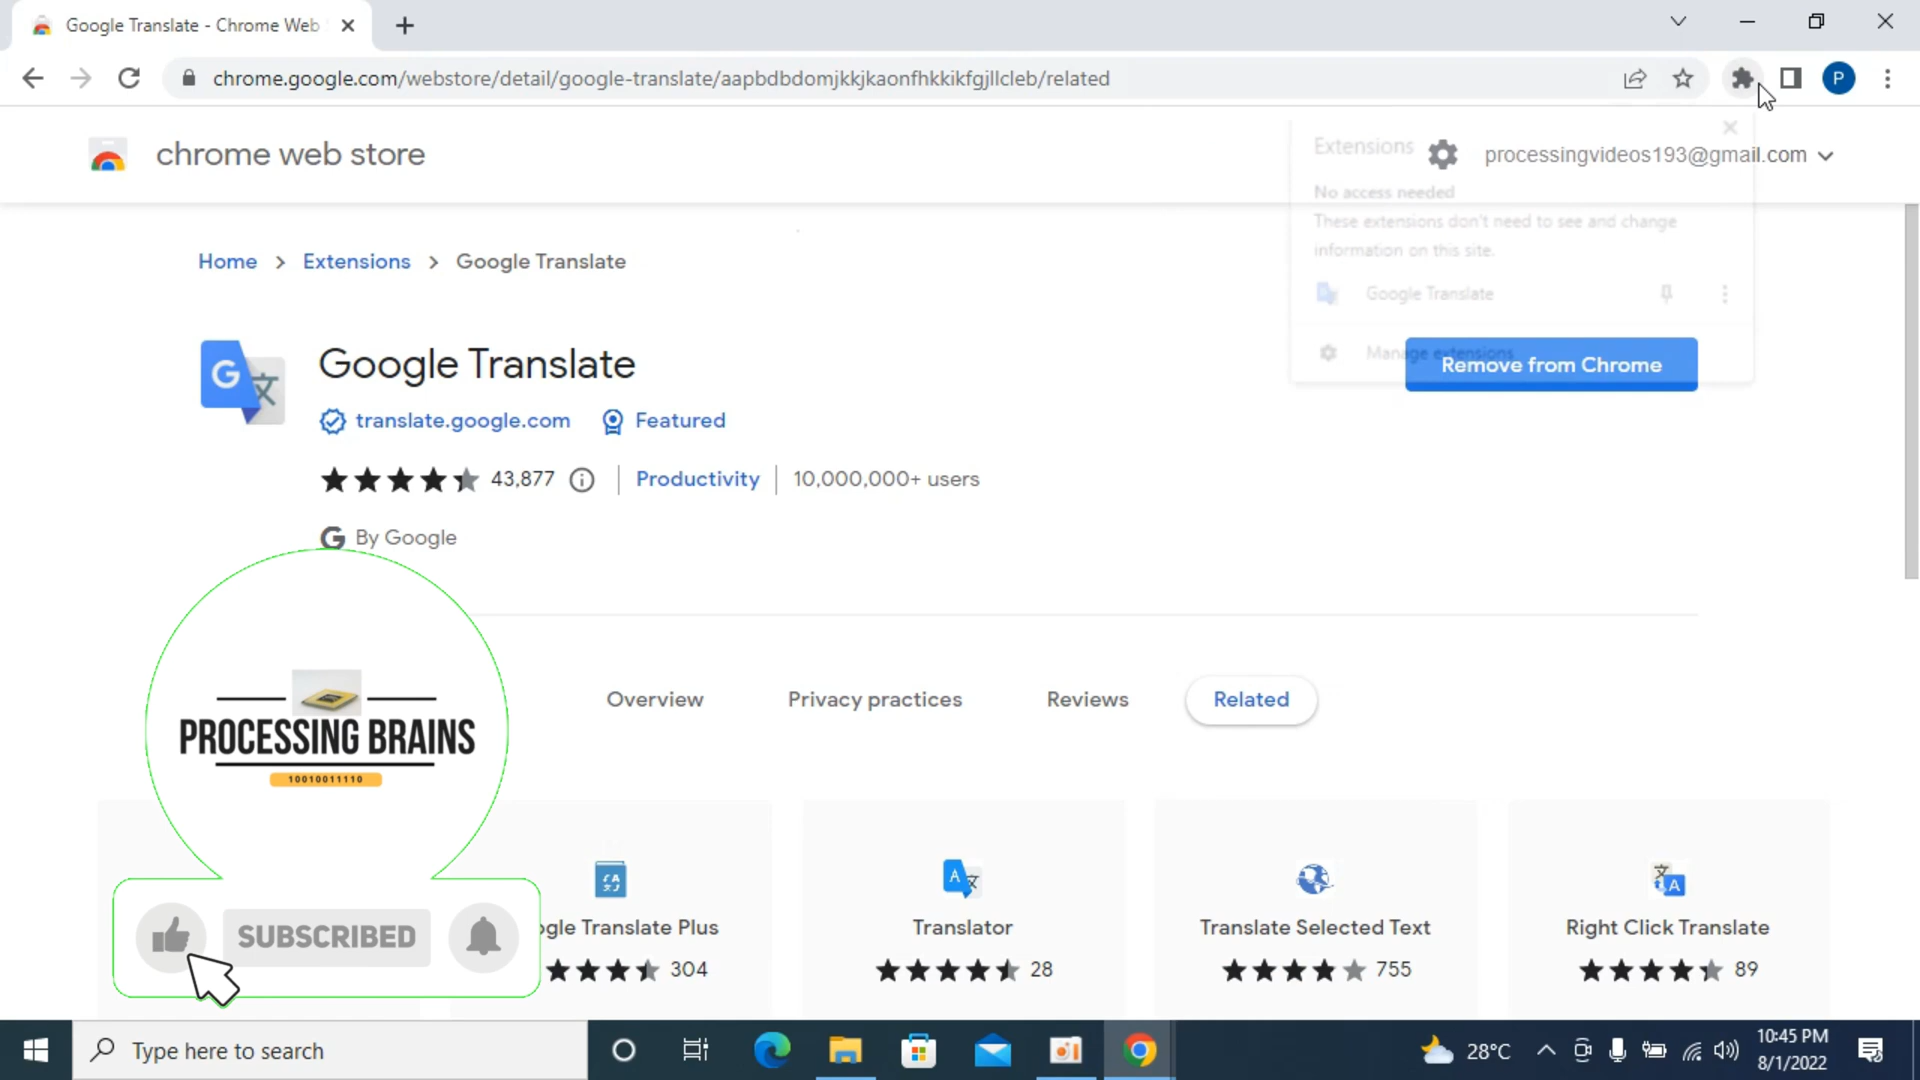 Google Translate - Chrome Web
chrome.google.com/webstore/detail/google-translate/aapbdbdomjkkjkaonfhkkikfgjllcleb/related
P
chrome web store
Extensions
processingvideos193@gmail.com
No access needed
These extensions don't need to see and change
information on this site.
Google Translate
Manage extensions
Home > Extensions > Google Translate
Google Translate
Remove from Chrome
translate.google.com Featured
43,877 Productivity 10,000,000+ users
By Google
Overview Privacy practices Reviews Related
PROCESSING BRAINS
10010011110
SUBSCRIBED
ogle Translate Plus
304
Translator
28
Translate Selected Text
755
Right Click Translate
89
Type here to search
28°C
10:45 PM
8/1/2022